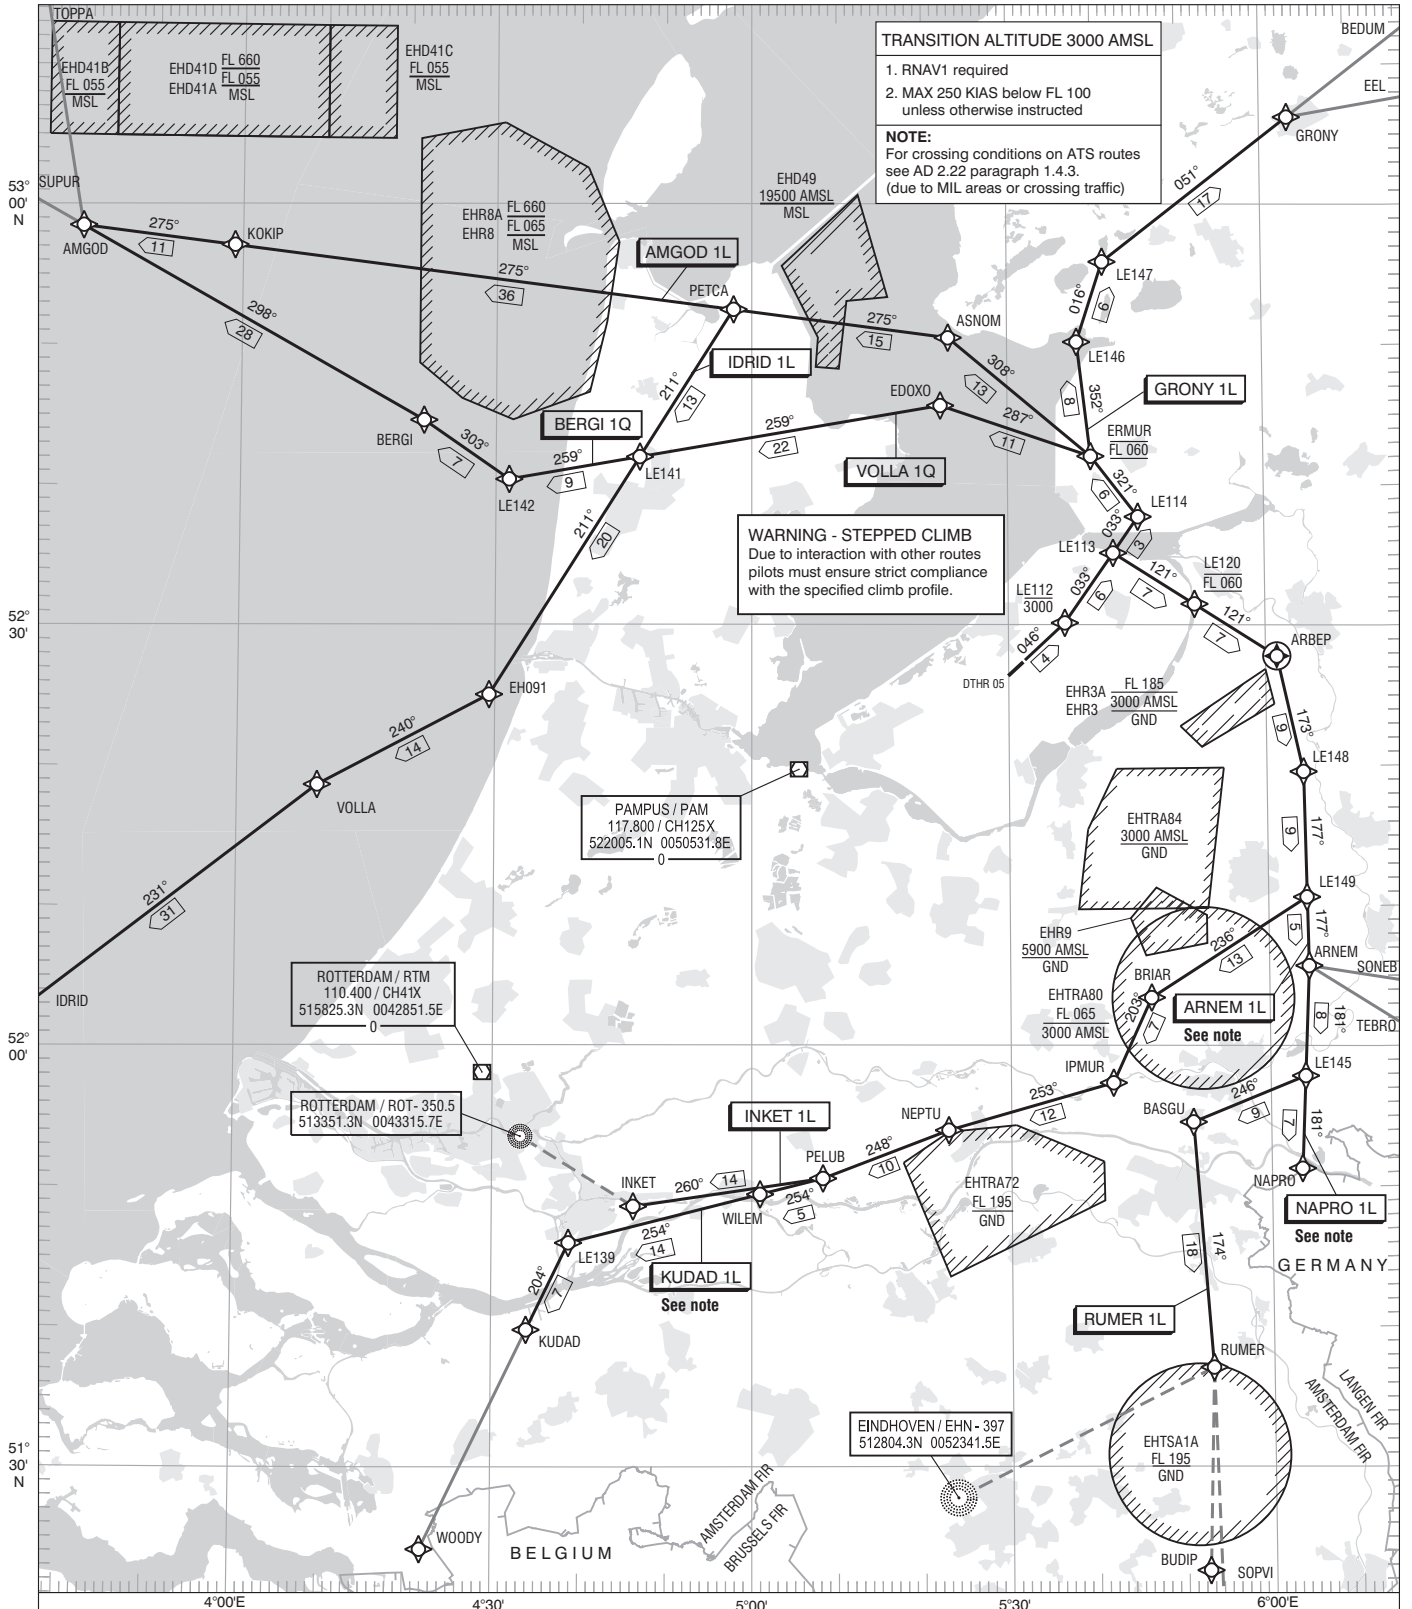 TOPPA
EHD41B
FL 055
MSL
EHD41D FL 660
EHD41A FL 055
MSL
EHD41C
FL 055
MSL
TRANSITION ALTITUDE 3000 AMSL
1. RNAV1 required
2. MAX 250 KIAS below FL 100
unless otherwise instructed
NOTE:
For crossing conditions on ATS routes
see AD 2.22 paragraph 1.4.3.
(due to MIL areas or crossing traffic)
BEDUM
EEL
GRONY
051°
17
53°
00'
N
SUPUR
AMGOD
275°
11
KOKIP
EHR8A FL 660
EHR8 FL 065
MSL
EHD49
19500 AMSL
MSL
AMGOD 1L
275°
36
PETCA
275°
15
ASNOM
LE147
016°
9
LE146
298°
28
IDRID 1L
211°
13
EDOXO
308°
13
287°
11
352°
8
GRONY 1L
ERMUR
FL 060
BERGI
303°
7
BERGI 1Q
259°
9
LE142
LE141
259°
22
VOLLA 1Q
321°
6
LE114
033°
3
LE113
211°
20
WARNING - STEPPED CLIMB
Due to interaction with other routes
pilots must ensure strict compliance
with the specified climb profile.
LE112
3000
033°
6
121°
7
LE120
FL 060
121°
7
52°
30'
046°
4
DTHR 05
ARBEP
EH091
240°
14
VOLLA
EHR3A FL 185
EHR3 3000 AMSL
GND
173°
9
LE148
PAMPUS / PAM
117.800 / CH125X
522005.1N 0050531.8E
0
EHTRA84
3000 AMSL
GND
177°
9
LE149
231°
31
IDRID
EHR9
5900 AMSL
GND
236°
13
177°
5
ARNEM
SONEB
TEBRO
ROTTERDAM / RTM
110.400 / CH41X
515825.3N 0042851.5E
0
BRIAR
EHTRA80
FL 065
3000 AMSL
203°
7
ARNEM 1L
See note
181°
8
52°
00'
IPMUR
LE145
ROTTERDAM / ROT- 350.5
513351.3N 0043315.7E
INKET 1L
NEPTU
253°
12
BASGU
246°
9
181°
7
PELUB
248°
10
INKET
260°
14
WILEM
254°
5
EHTRA72
FL 195
GND
NAPRO
NAPRO 1L
See note
LE139
254°
14
KUDAD 1L
See note
174°
18
GERMANY
204°
7
KUDAD
RUMER 1L
RUMER
LANGEN FIR
AMSTERDAM FIR
EINDHOVEN / EHN - 397
512804.3N 0052341.5E
EHTSA1A
FL 195
GND
51°
30'
N
AMSTERDAM FIR
BRUSSELS FIR
WOODY
BELGIUM
BUDIP
SOPVI
4°00'E
4°30'
5°00'
5°30'
6°00'E